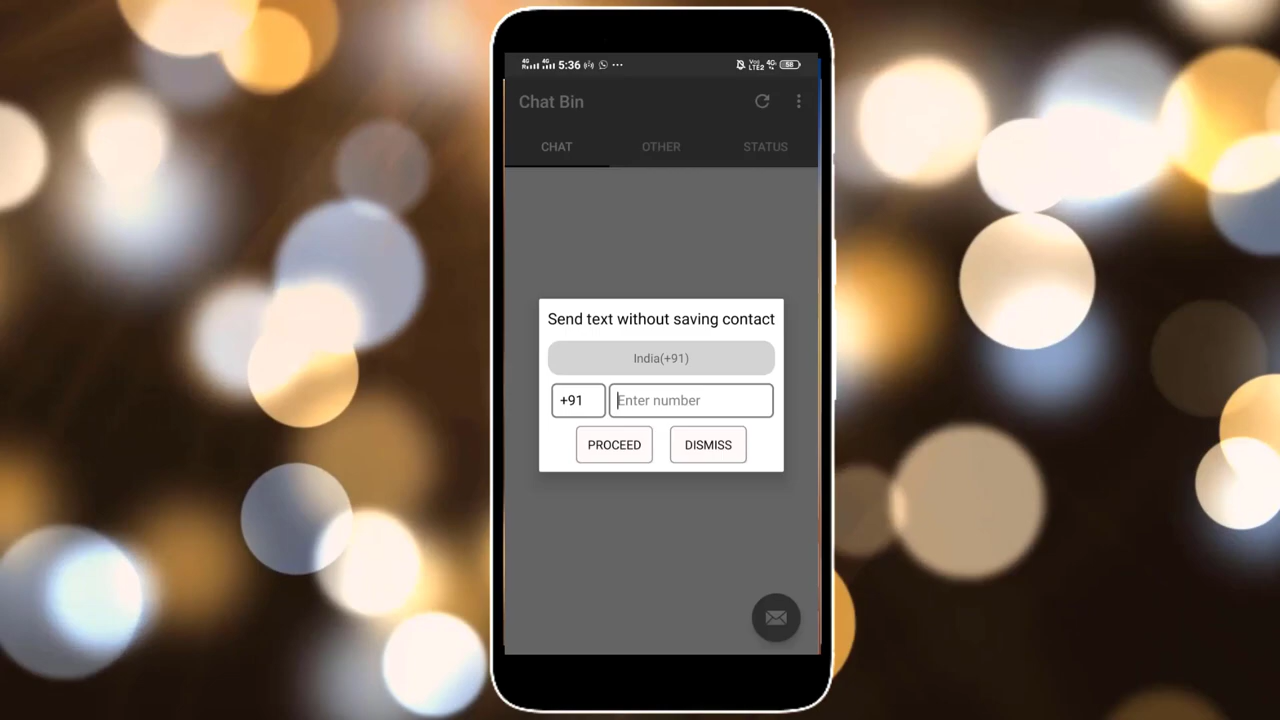 5:36
58
Chat Bin
CHAT OTHER STATUS
Send text without saving contact
India(+91)
+91 Enter number
PROCEED DISMISS